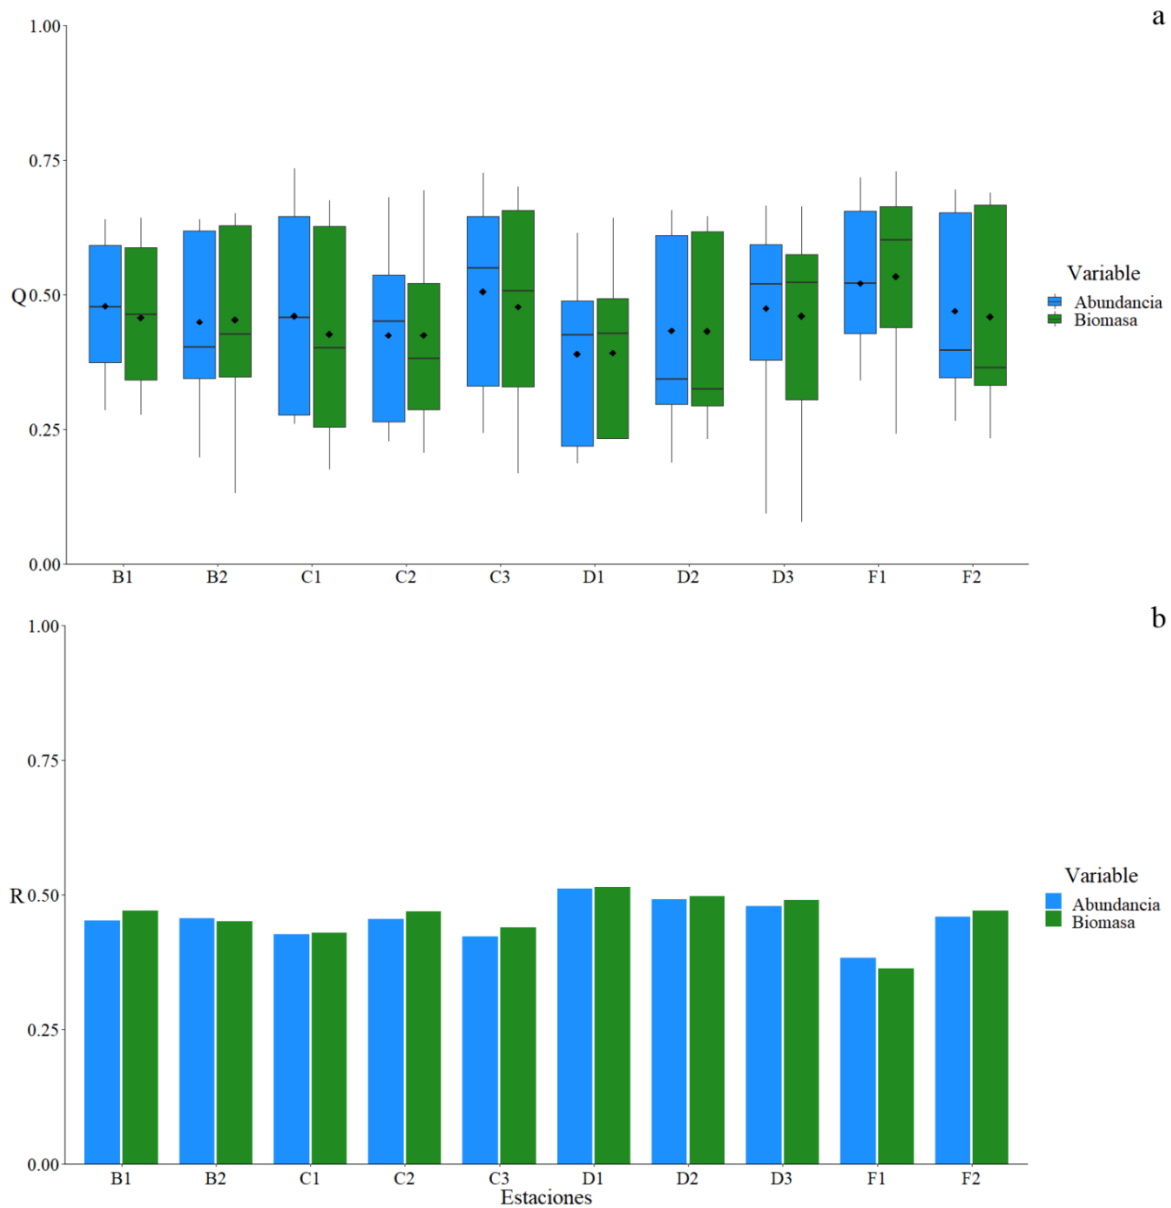 a
1.00
0.75
Q 0.50
0.25
0.00
B1 B2 C1 C2 C3 D1 D2 D3 F1 F2
Variable
Abundancia
Biomasa
b
1.00
0.75
R 0.50
0.25
0.00
B1 B2 C1 C2 C3 D1 D2 D3 F1 F2
Estaciones
Variable
Abundancia
Biomasa